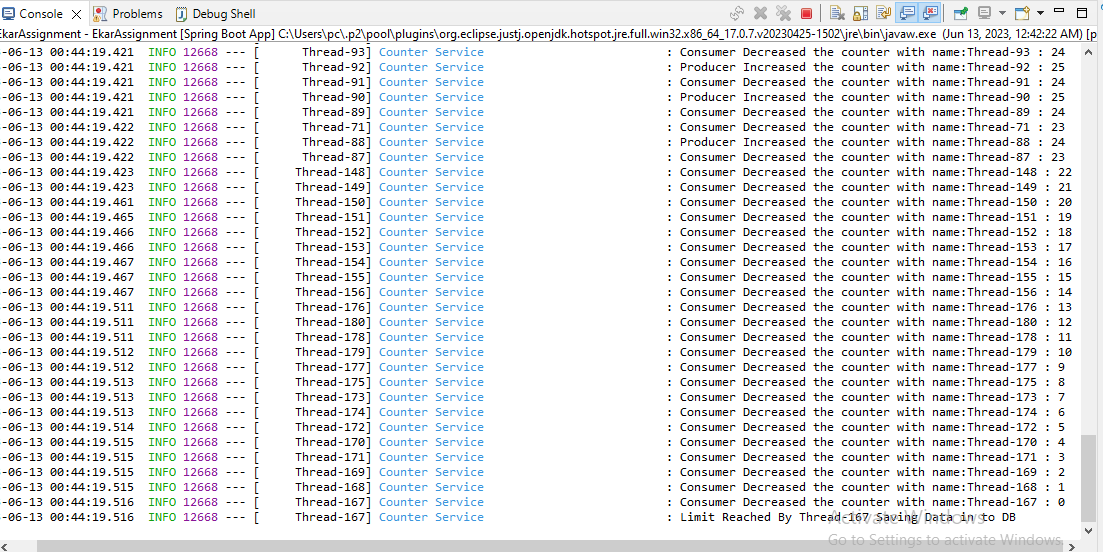 Console Problems Debug Shell
EkarAssignment - EkarAssignment [Spring Boot App] C:\Users\pc\.p2\pool\plugins\org.eclipse.justj.openjdk.hotspot.jre.full.win32.x86_64_17.0.7.v20230425-1502\jre\bin\javaw.exe (Jun 13, 2023, 12:42:22 AM) [p
-06-13 00:44:19.421 INFO 12668 --- [ Thread-93] Counter Service : Consumer Decreased the counter with name:Thread-93 : 24
-06-13 00:44:19.421 INFO 12668 --- [ Thread-92] Counter Service : Producer Increased the counter with name:Thread-92 : 25
-06-13 00:44:19.421 INFO 12668 --- [ Thread-91] Counter Service : Consumer Decreased the counter with name:Thread-91 : 24
-06-13 00:44:19.421 INFO 12668 --- [ Thread-90] Counter Service : Producer Increased the counter with name:Thread-90 : 25
-06-13 00:44:19.421 INFO 12668 --- [ Thread-89] Counter Service : Consumer Decreased the counter with name:Thread-89 : 24
-06-13 00:44:19.422 INFO 12668 --- [ Thread-71] Counter Service : Consumer Decreased the counter with name:Thread-71 : 23
-06-13 00:44:19.422 INFO 12668 --- [ Thread-88] Counter Service : Producer Increased the counter with name:Thread-88 : 24
-06-13 00:44:19.422 INFO 12668 --- [ Thread-87] Counter Service : Consumer Decreased the counter with name:Thread-87 : 23
-06-13 00:44:19.423 INFO 12668 --- [ Thread-148] Counter Service : Consumer Decreased the counter with name:Thread-148 : 22
-06-13 00:44:19.423 INFO 12668 --- [ Thread-149] Counter Service : Consumer Decreased the counter with name:Thread-149 : 21
-06-13 00:44:19.461 INFO 12668 --- [ Thread-150] Counter Service : Consumer Decreased the counter with name:Thread-150 : 20
-06-13 00:44:19.465 INFO 12668 --- [ Thread-151] Counter Service : Consumer Decreased the counter with name:Thread-151 : 19
-06-13 00:44:19.466 INFO 12668 --- [ Thread-152] Counter Service : Consumer Decreased the counter with name:Thread-152 : 18
-06-13 00:44:19.466 INFO 12668 --- [ Thread-153] Counter Service : Consumer Decreased the counter with name:Thread-153 : 17
-06-13 00:44:19.467 INFO 12668 --- [ Thread-154] Counter Service : Consumer Decreased the counter with name:Thread-154 : 16
-06-13 00:44:19.467 INFO 12668 --- [ Thread-155] Counter Service : Consumer Decreased the counter with name:Thread-155 : 15
-06-13 00:44:19.467 INFO 12668 --- [ Thread-156] Counter Service : Consumer Decreased the counter with name:Thread-156 : 14
-06-13 00:44:19.511 INFO 12668 --- [ Thread-176] Counter Service : Consumer Decreased the counter with name:Thread-176 : 13
-06-13 00:44:19.511 INFO 12668 --- [ Thread-180] Counter Service : Consumer Decreased the counter with name:Thread-180 : 12
-06-13 00:44:19.511 INFO 12668 --- [ Thread-178] Counter Service : Consumer Decreased the counter with name:Thread-178 : 11
-06-13 00:44:19.512 INFO 12668 --- [ Thread-179] Counter Service : Consumer Decreased the counter with name:Thread-179 : 10
-06-13 00:44:19.512 INFO 12668 --- [ Thread-177] Counter Service : Consumer Decreased the counter with name:Thread-177 : 9
-06-13 00:44:19.513 INFO 12668 --- [ Thread-175] Counter Service : Consumer Decreased the counter with name:Thread-175 : 8
-06-13 00:44:19.513 INFO 12668 --- [ Thread-173] Counter Service : Consumer Decreased the counter with name:Thread-173 : 7
-06-13 00:44:19.513 INFO 12668 --- [ Thread-174] Counter Service : Consumer Decreased the counter with name:Thread-174 : 6
-06-13 00:44:19.514 INFO 12668 --- [ Thread-172] Counter Service : Consumer Decreased the counter with name:Thread-172 : 5
-06-13 00:44:19.515 INFO 12668 --- [ Thread-170] Counter Service : Consumer Decreased the counter with name:Thread-170 : 4
-06-13 00:44:19.515 INFO 12668 --- [ Thread-171] Counter Service : Consumer Decreased the counter with name:Thread-171 : 3
-06-13 00:44:19.515 INFO 12668 --- [ Thread-169] Counter Service : Consumer Decreased the counter with name:Thread-169 : 2
-06-13 00:44:19.515 INFO 12668 --- [ Thread-168] Counter Service : Consumer Decreased the counter with name:Thread-168 : 1
-06-13 00:44:19.516 INFO 12668 --- [ Thread-167] Counter Service : Consumer Decreased the counter with name:Thread-167 : 0
-06-13 00:44:19.516 INFO 12668 --- [ Thread-167] Counter Service : Limit Reached By Thread-167 Saving Data in to DB
Activate Windows
Go to Settings to activate Windows.